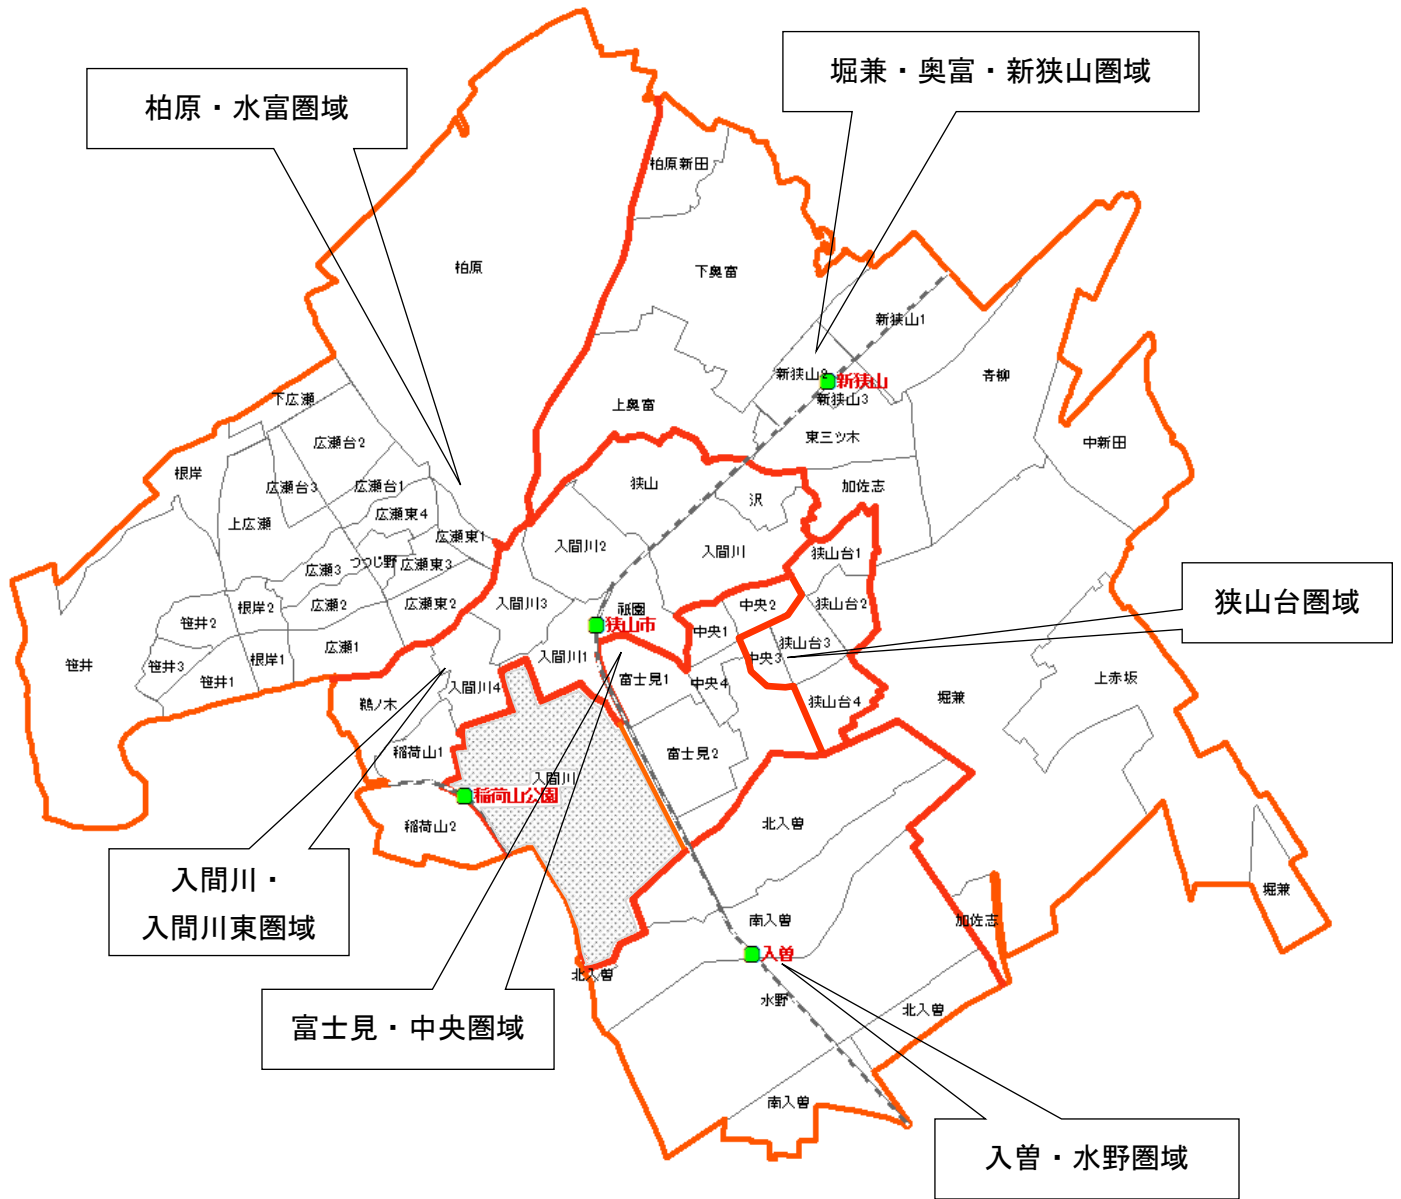 堀兼・奥富・新狭山圏域
柏原・水富圏域
柏原新田
柏原
下奥富
新狭山1
新狭山2
新狭山
新狭山3
青柳
下広瀬
上奥富
東三ツ木
中新田
広瀬台2
根岸
広瀬台3
広瀬台1
狭山
沢
加佐志
上広瀬
広瀬東4
広瀬東1
入間川2
入間川
狭山台1
広瀬3
つつじ野
広瀬東3
狭山台圏域
根岸2
広瀬2
広瀬東2
入間川3
祇園
中央2
狭山台2
笹井2
狭山市
中央1
狭山台3
広瀬1
笹井
笹井3
根岸1
入間川1
中央3
笹井1
入間川4
富士見1
中央4
上赤坂
鵜ノ木
狭山台4
堀兼
稲荷山1
富士見2
入間川
稲荷山公園
稲荷山2
北入曽
入間川・
入間川東圏域
堀兼
南入曽
加佐志
入曽
北入曽
水野
北入曽
富士見・中央圏域
南入曽
入曽・水野圏域